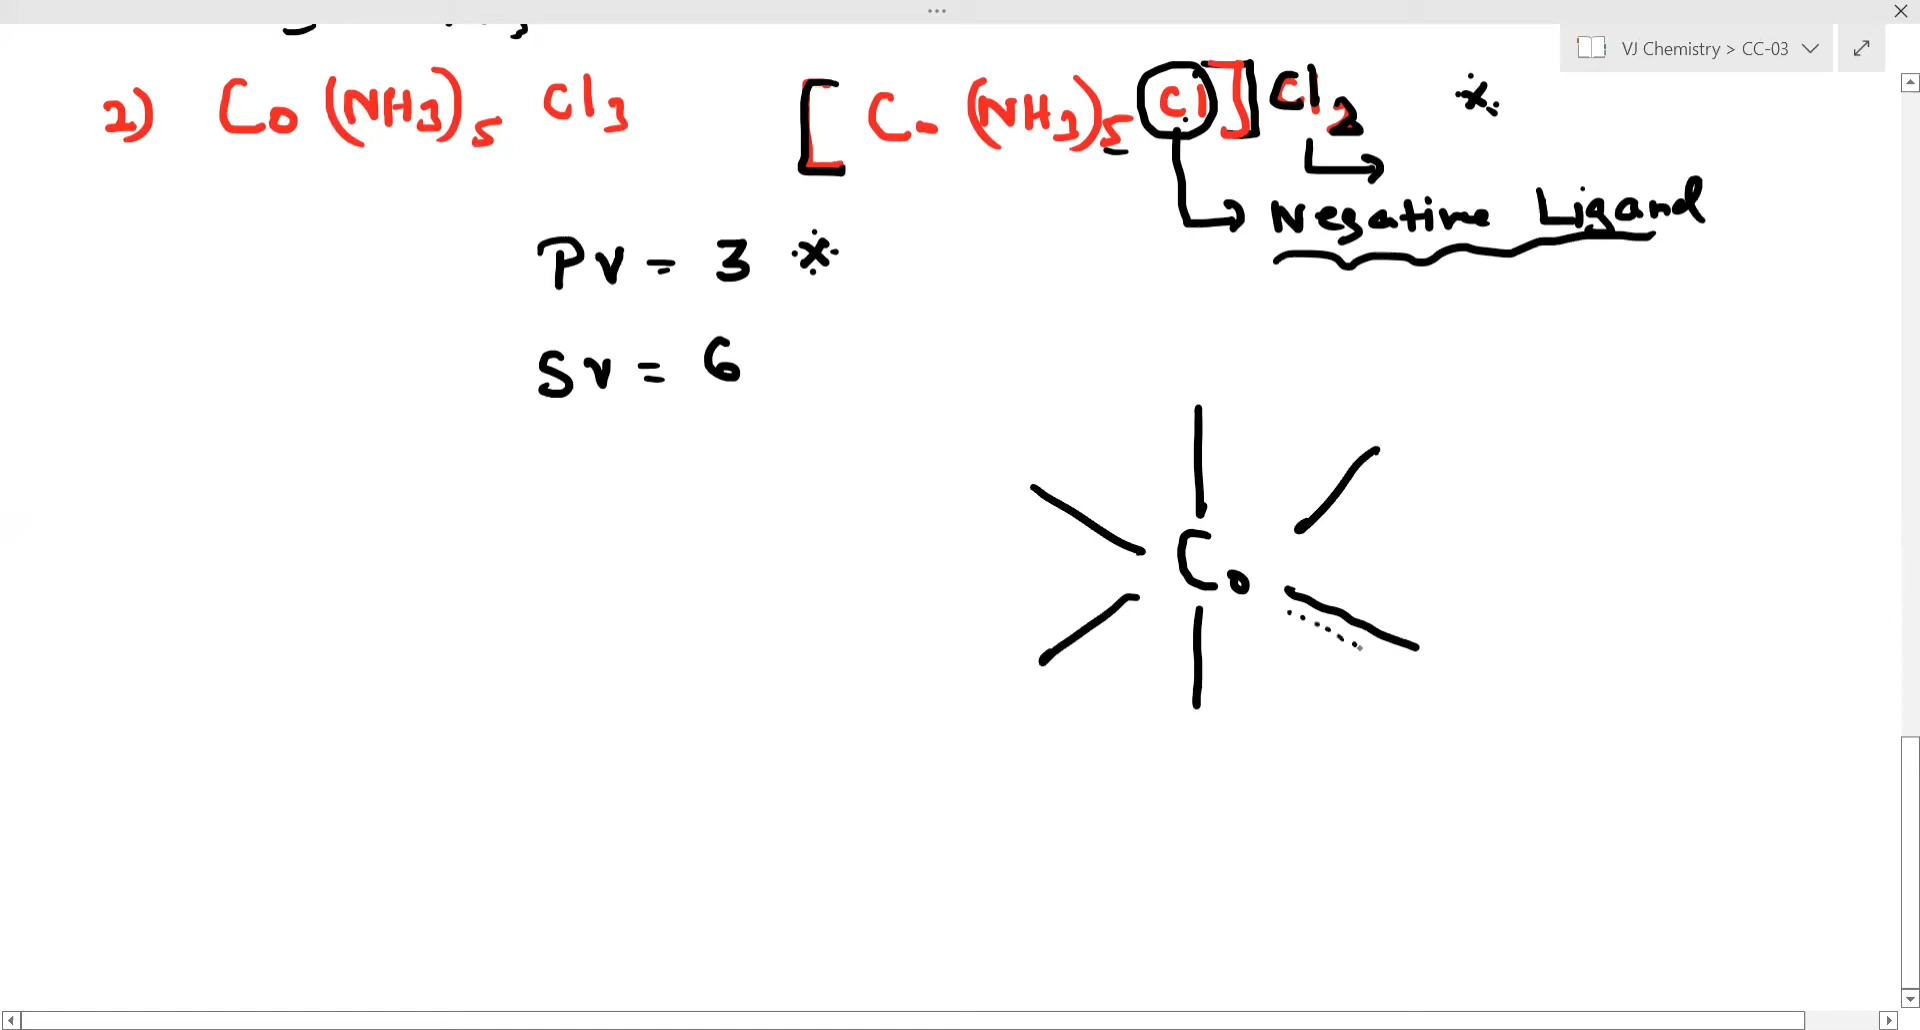 VJ Chemistry > CC-03
2) Co (NH3)5 Cl3 [Co (NH3)5 Cl] Cl2
Negative Ligand
Pv = 3
Sv = 6
Co